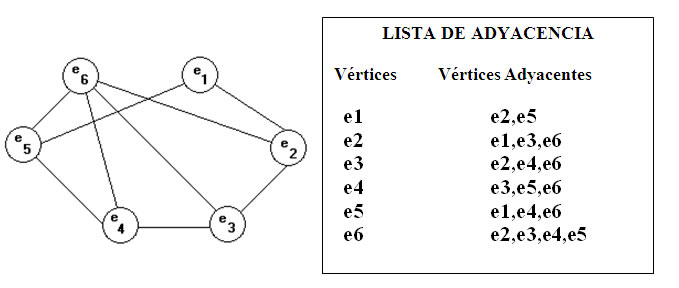 e6
e1
e5
e2
e4
e3
LISTA DE ADYACENCIA
Vértices Vértices Adyacentes
e1 e2,e5
e2 e1,e3,e6
e3 e2,e4,e6
e4 e3,e5,e6
e5 e1,e4,e6
e6 e2,e3,e4,e5